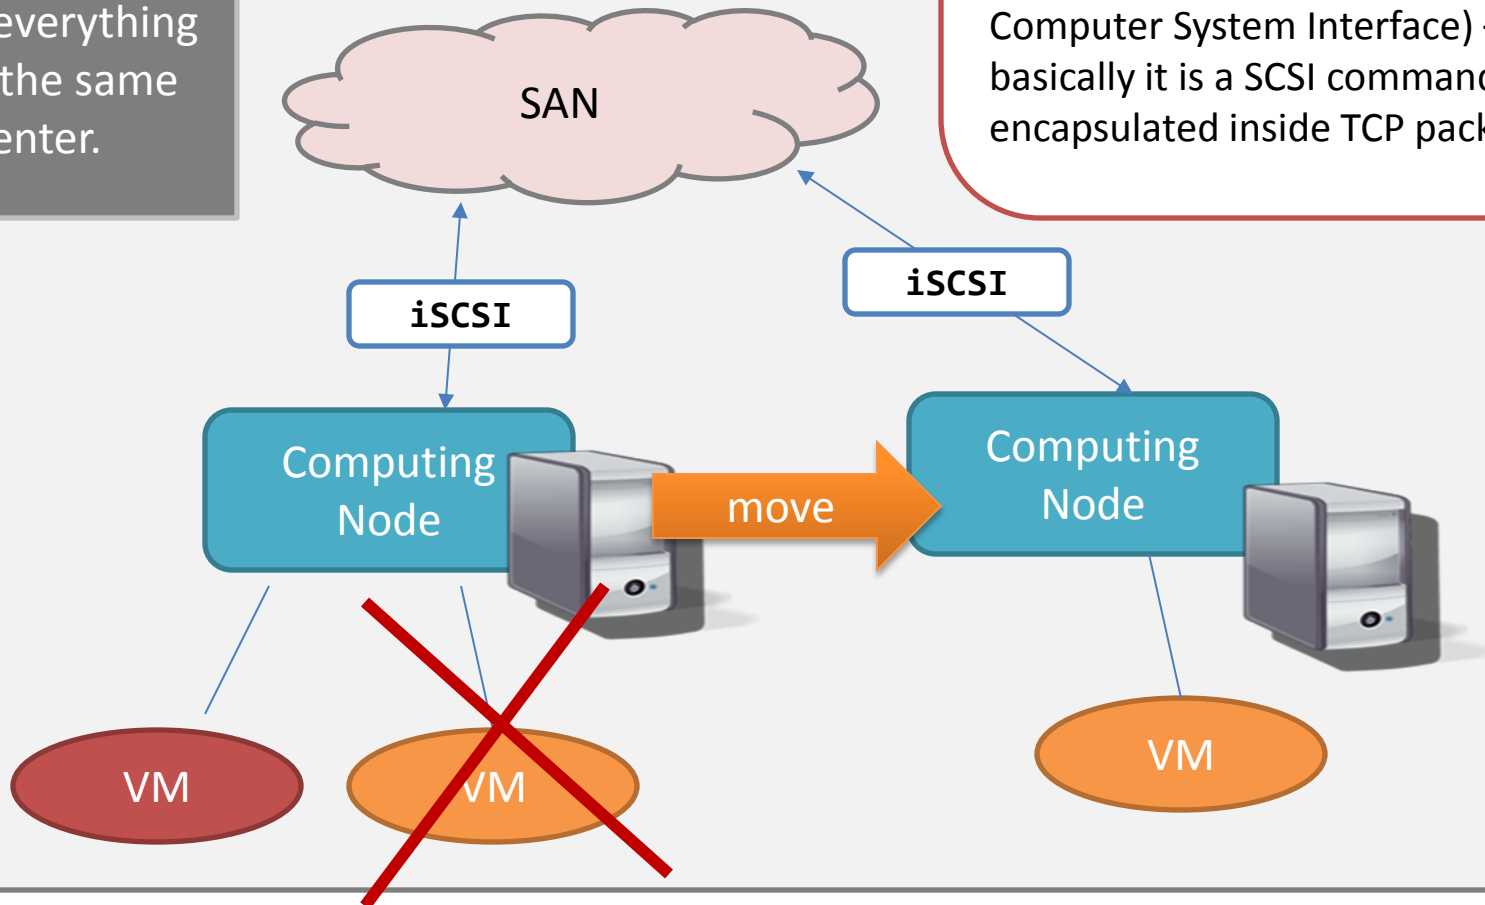 everything
the same
enter.
Computer System Interface)
basically it is a SCSI command
encapsulated inside TCP pack
SAN
iSCSI
iSCSI
Computing
Node
move
Computing
Node
VM
VM
VM